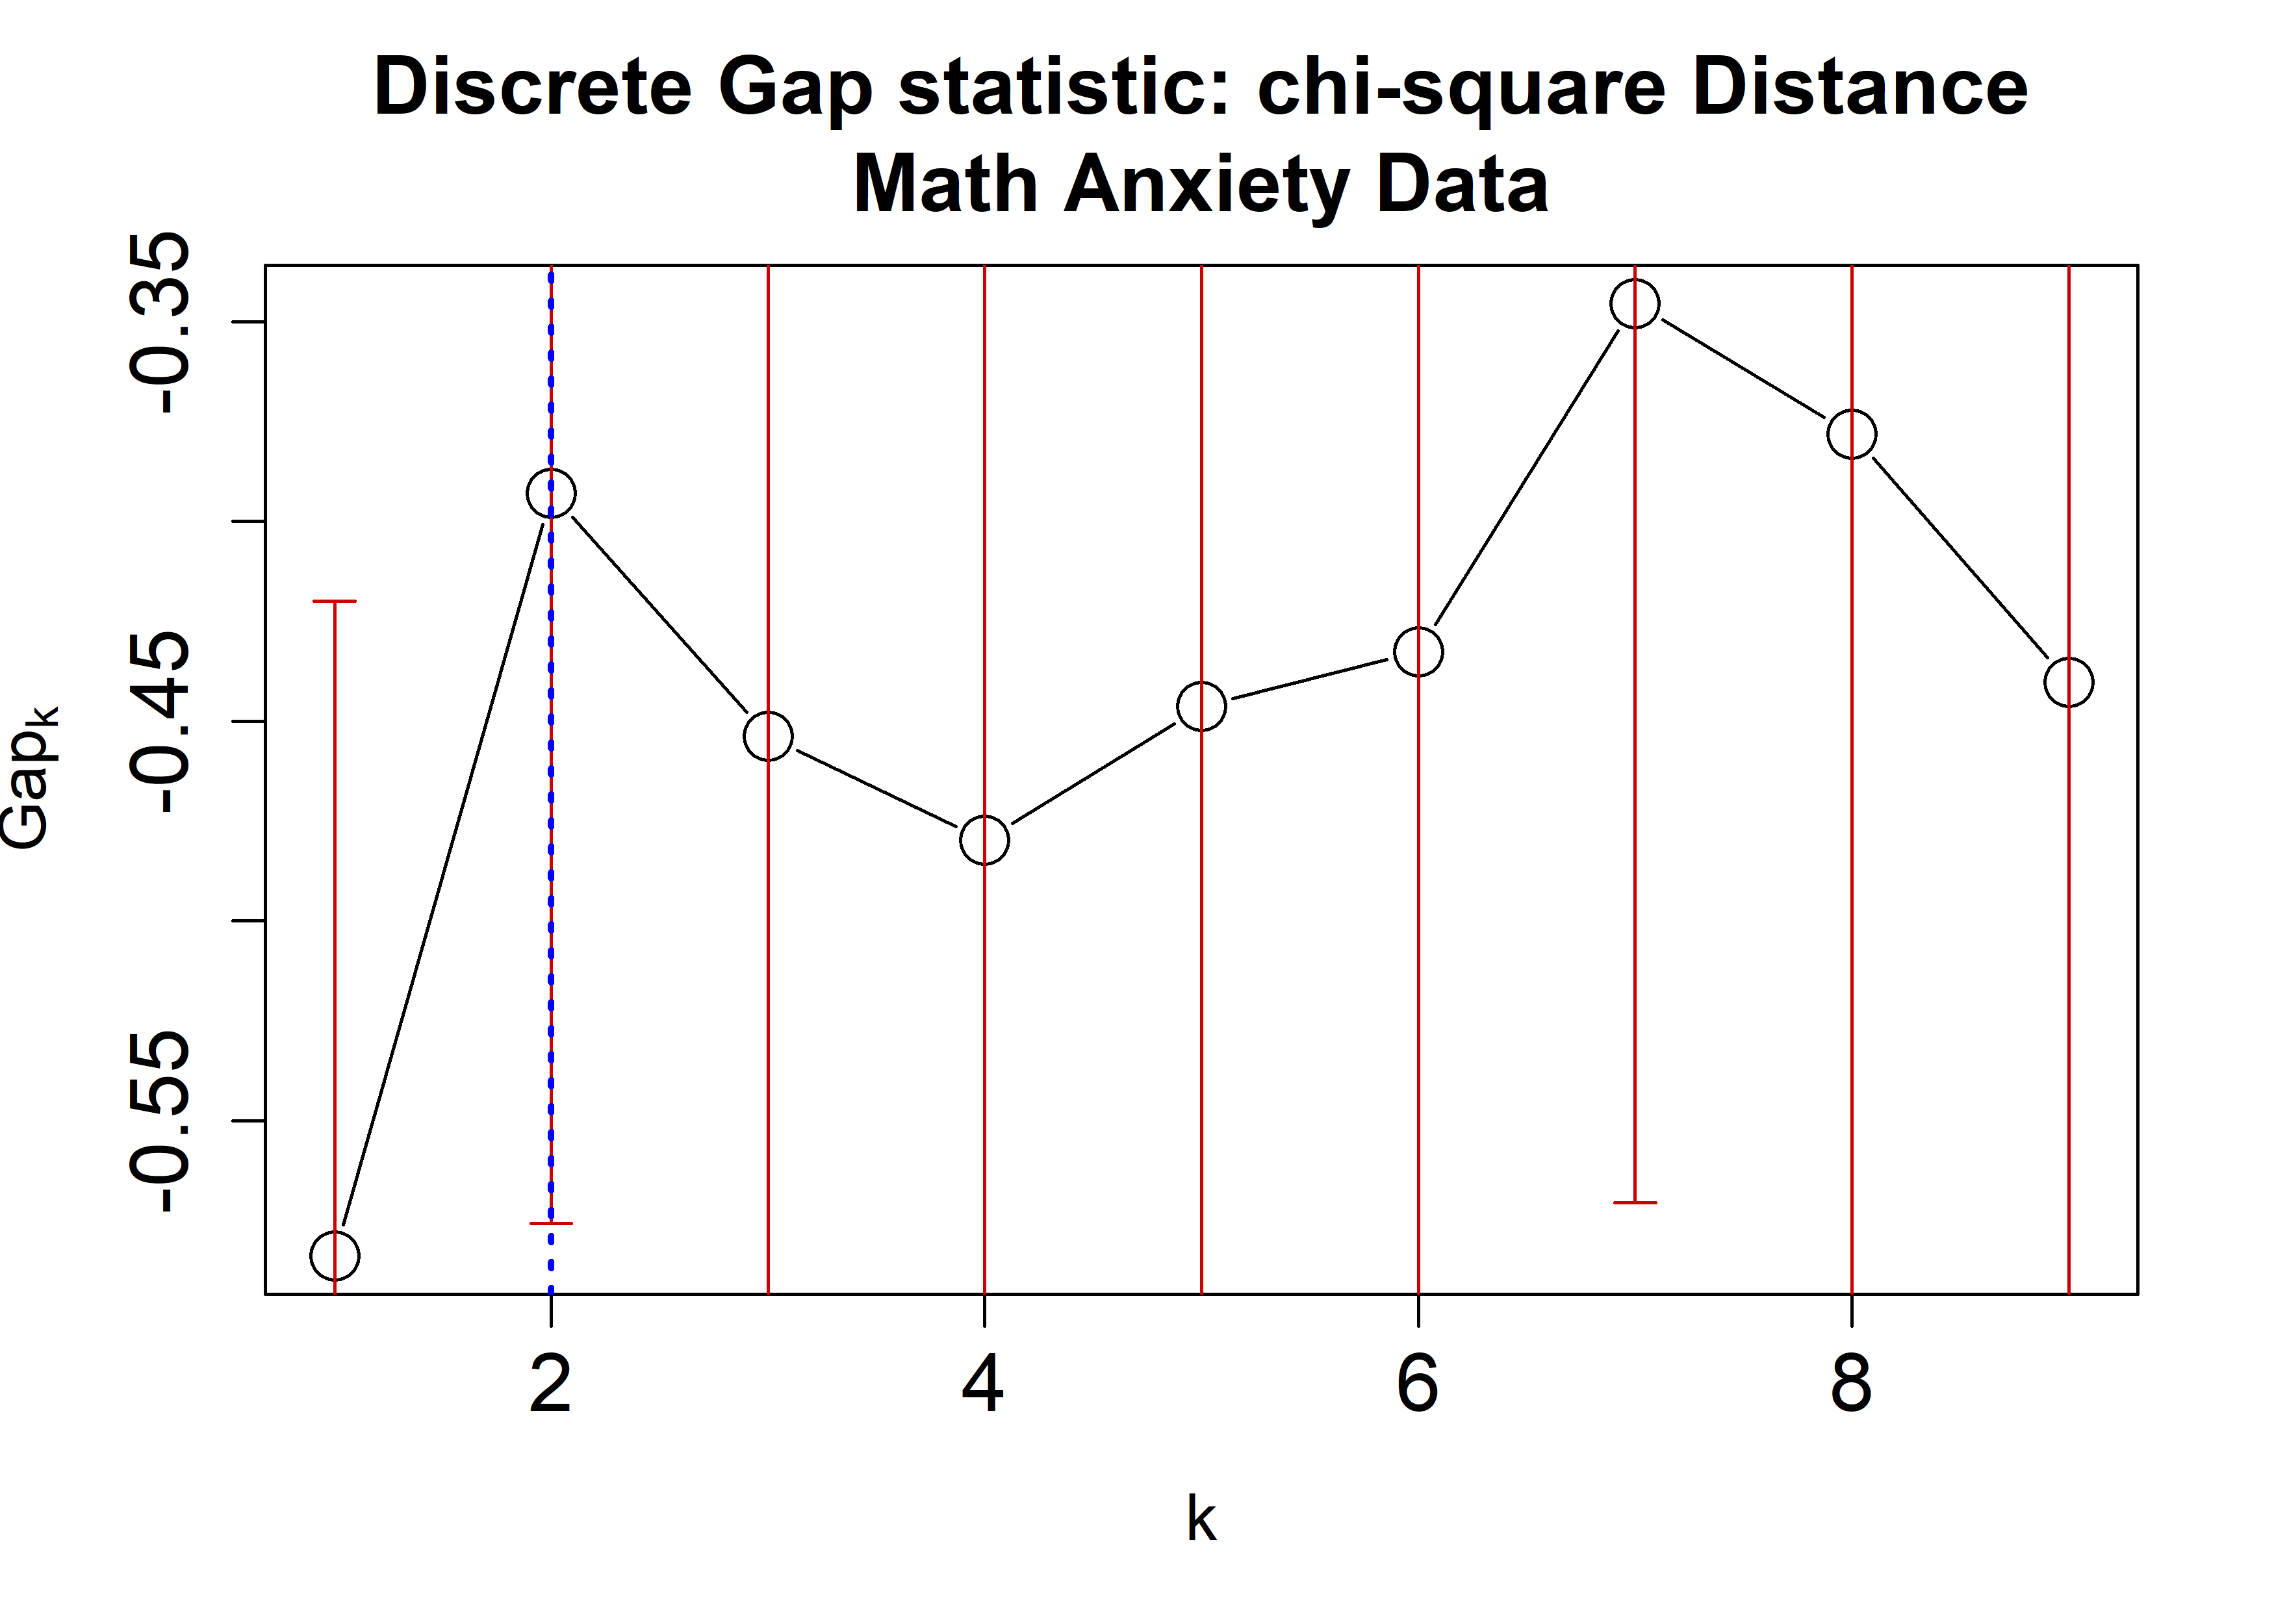 Discrete Gap statistic: chi-square Distance
Math Anxiety Data
-0.35
-0.45
-0.55
Gapk
2 4 6 8
k